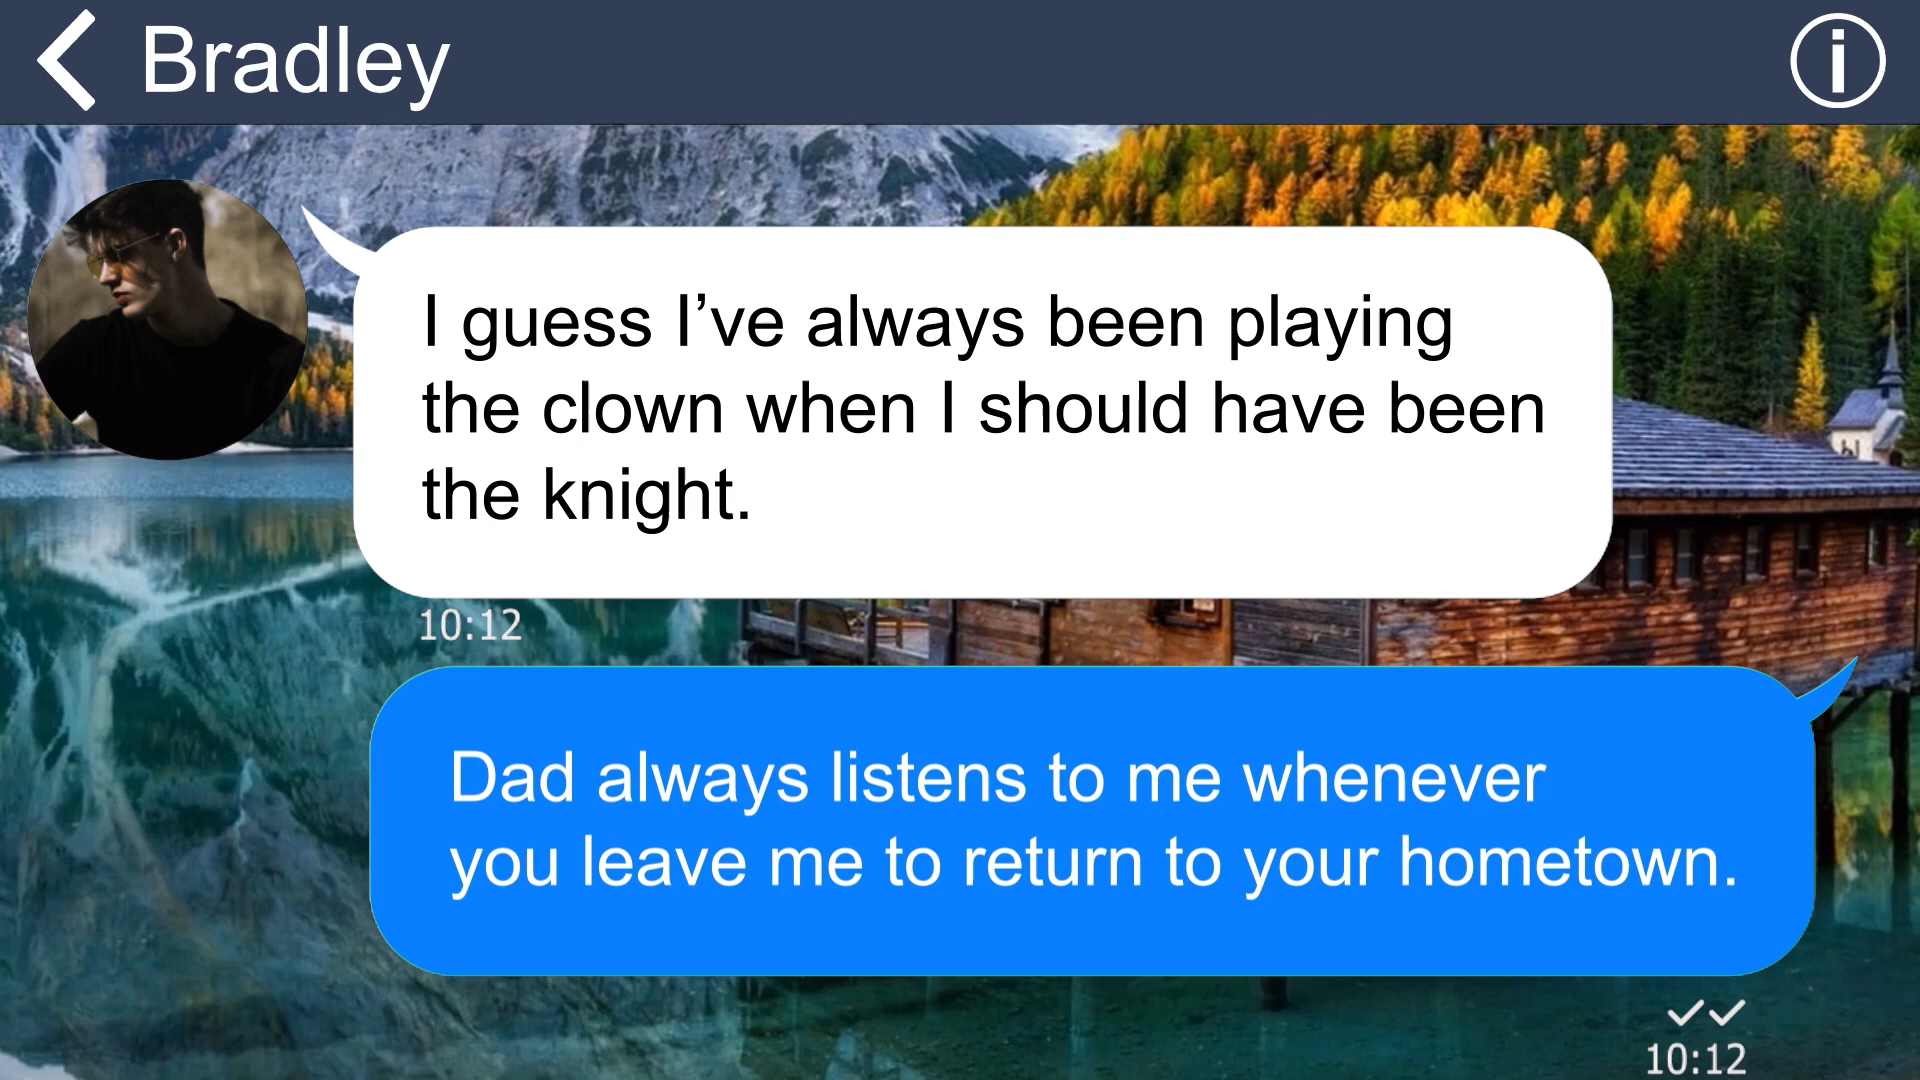 Bradley
I guess I’ve always been playing
the clown when I should have been
the knight.
10:12
Dad always listens to me whenever
you leave me to return to your hometown.
10:12